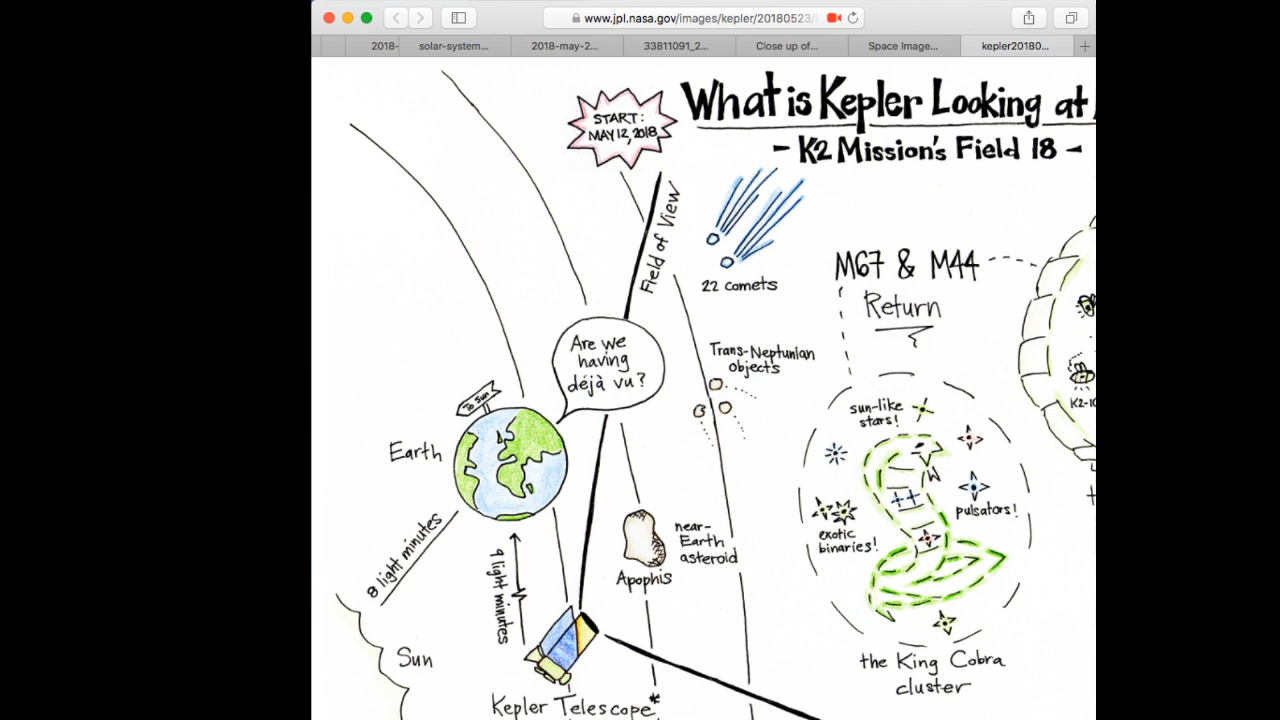 www.jpl.nasa.gov/images/kepler/20180523/
2018-
solar-system...
2018-may-2...
33811091_2...
Close up of...
Space Image...
kepler20180...
START:
MAY 12, 2018
What is Kepler Looking at
- K2 Mission's Field 18 -
Field of View
22 comets
M67 & M44
Return
Are we
having
déjà vu?
Trans-Neptunian
objects
To Sun
Earth
sun-like
stars!
K2-10
pulsators!
exotic
binaries!
near-
Earth
asteroid
Apophis
8 light minutes
9 light minutes
Sun
the King Cobra
cluster
Kepler Telescope*